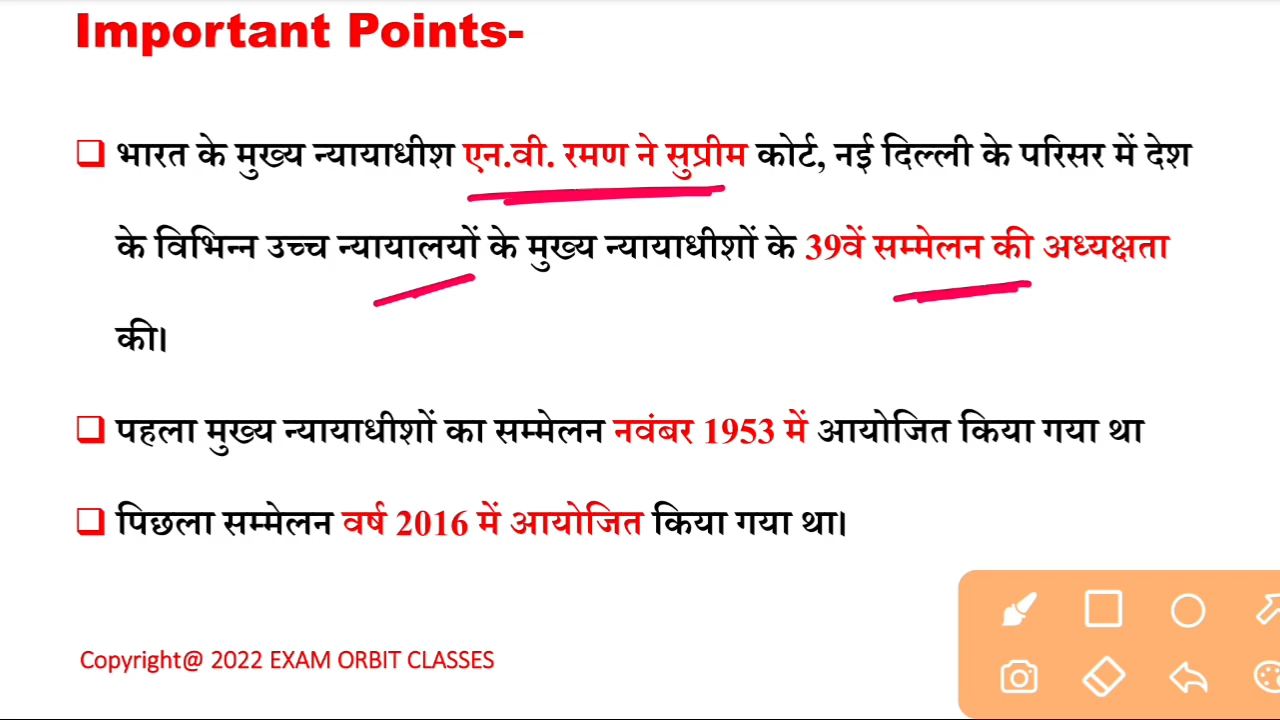 Important Points-
भारत के मुख्य न्यायाधीश एन.वी. रमण ने सुप्रीम कोर्ट, नई दिल्ली के परिसर में देश
के विभिन्न उच्च न्यायालयों के मुख्य न्यायाधीशों के 39वें सम्मेलन की अध्यक्षता
की।
पहला मुख्य न्यायाधीशों का सम्मेलन नवंबर 1953 में आयोजित किया गया था
पिछला सम्मेलन वर्ष 2016 में आयोजित किया गया था।
Copyright@ 2022 EXAM ORBIT CLASSES